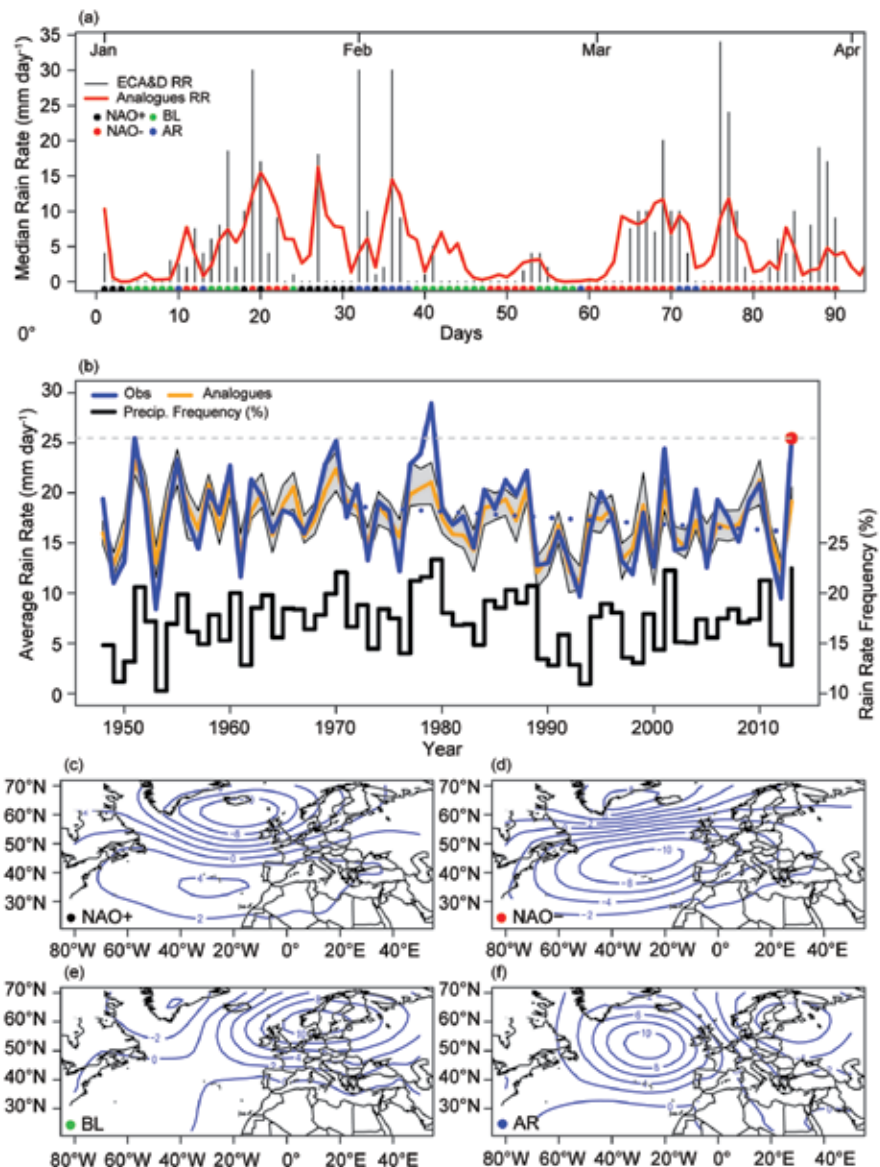 (a)
Jan Feb Mar Apr
35
30
25
20
15
10
5
0
Median Rain Rate (mm day⁻¹)
ECA&D RR
Analogues RR
NAO+ BL
NAO- AR
0 10 20 30 40 50 60 70 80 90
0°
Days
(b)
30
25
20
15
10
5
0
Average Rain Rate (mm day⁻¹)
Obs Analogues
Precip. Frequency (%)
25
20
15
10
Rain Rate Frequency (%)
1950 1960 1970 1980 1990 2000 2010
Year
(c) (d)
70°N 70°N
60°N 60°N
50°N 50°N
40°N 40°N
30°N 30°N
NAO+ NAO−
80°W 60°W 40°W 20°W 0° 20°E 40°E 80°W 60°W 40°W 20°W 0° 20°E 40°E
(e) (f)
70°N 70°N
60°N 60°N
50°N 50°N
40°N 40°N
30°N 30°N
BL AR
80°W 60°W 40°W 20°W 0° 20°E 40°E 80°W 60°W 40°W 20°W 0° 20°E 40°E